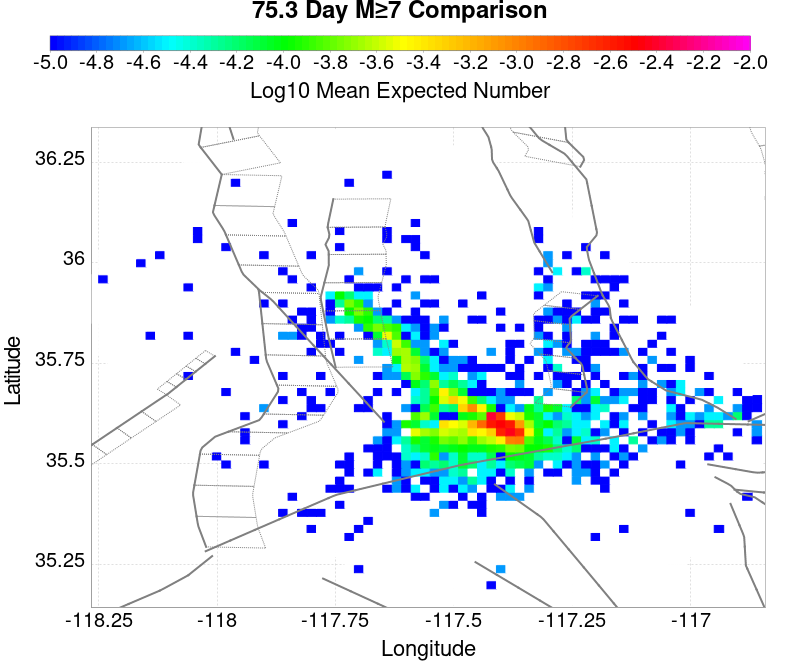 75.3 Day M≥7 Comparison
-5.0 -4.8 -4.6 -4.4 -4.2 -4.0 -3.8 -3.6 -3.4 -3.2 -3.0 -2.8 -2.6 -2.4 -2.2 -2.0
Log10 Mean Expected Number
36.25
36
35.75
35.5
35.25
Latitude
-118.25 -118 -117.75 -117.5 -117.25 -117
Longitude